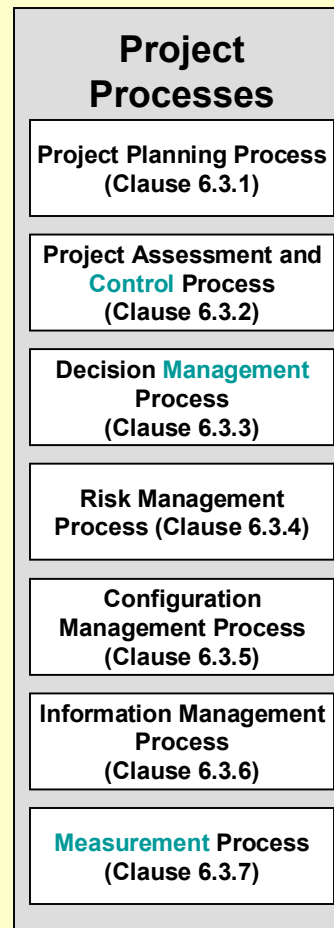 Project
Processes
Project Planning Process
(Clause 6.3.1)
Project Assessment and
Control Process
(Clause 6.3.2)
Decision Management
Process
(Clause 6.3.3)
Risk Management
Process (Clause 6.3.4)
Configuration
Management Process
(Clause 6.3.5)
Information Management
Process
(Clause 6.3.6)
Measurement Process
(Clause 6.3.7)